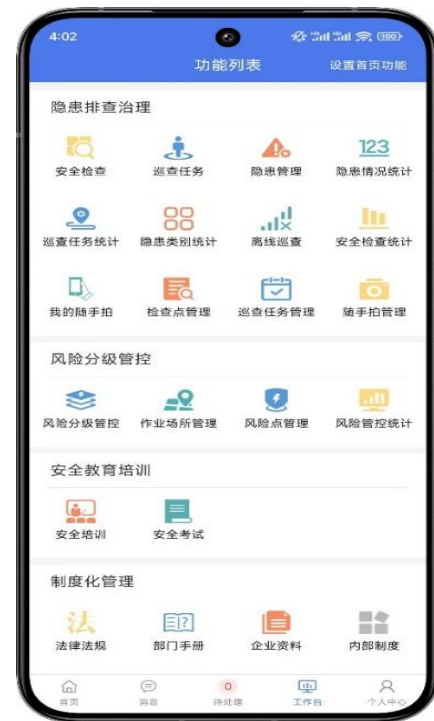 4:02
100
功能列表 设置首页功能
隐患排查治理
123
安全检查 巡查任务 隐患管理 隐患情况统计
巡查任务统计 隐患类别统计 离线巡查 安全检查统计
我的随手拍 检查点管理 巡查任务管理 随手拍管理
风险分级管控
风险分级管控 作业场所管理 风险点管理 风险管控统计
安全教育培训
安全培训 安全考试
制度化管理
法
法律法规 部门手册 企业资料 内部制度
0
首页 消息 待处理 工作台 个人中心